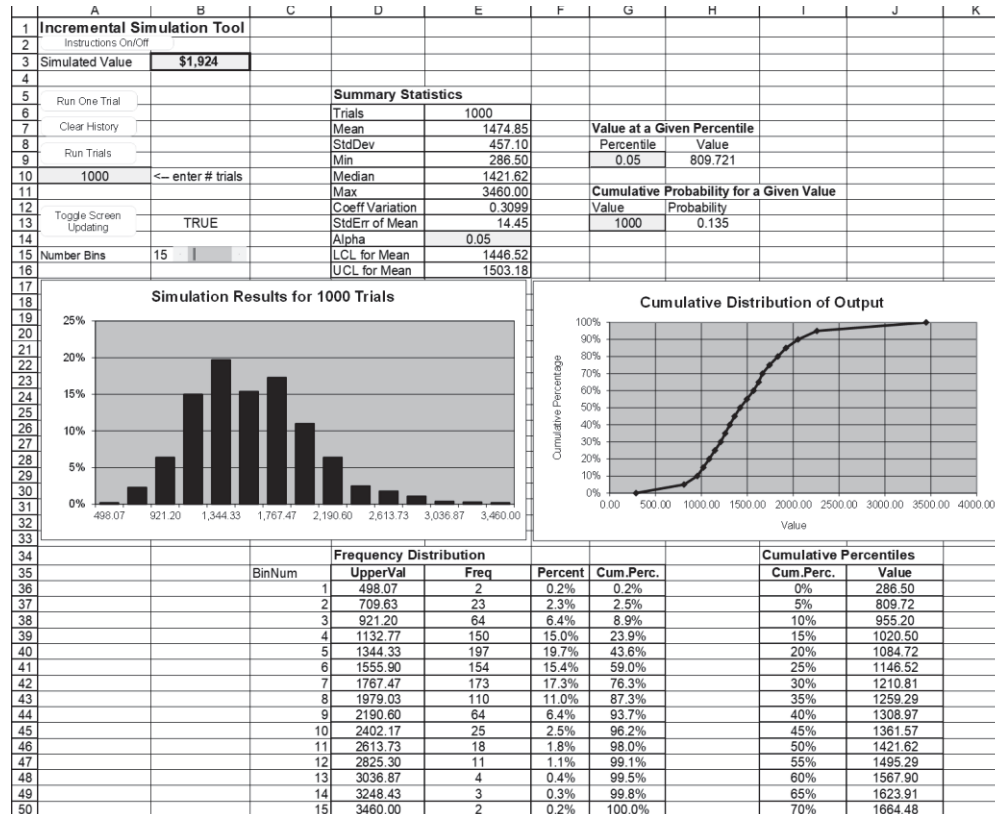 A B C D E F G H I J K
1 Incremental Simulation Tool
2 Instructions On/Off
3 Simulated Value $1,924
4
5 Run One Trial Summary Statistics
6 Trials 1000
7 Clear History Mean 1474.85 Value at a Given Percentile
8 StdDev 457.10 Percentile Value
9 Run Trials Min 286.50 0.05 809.721
10 1000 <-- enter # trials Median 1421.62
11 Max 3460.00 Cumulative Probability for a Given Value
12 Coeff Variation 0.3099 Value Probability
13 Toggle Screen Updating TRUE StdErr of Mean 14.45 1000 0.135
14 Alpha 0.05
15 Number Bins 15 LCL for Mean 1446.52
16 UCL for Mean 1503.18
17
18
19
20
21
22
23
24
25
26
27
28
29
30
31
32
33
Simulation Results for 1000 Trials
25%
20%
15%
10%
5%
0%
498.07 921.20 1,344.33 1,767.47 2,190.60 2,613.73 3,036.87 3,460.00
Cumulative Distribution of Output
Cumulative Percentage
100%
90%
80%
70%
60%
50%
40%
30%
20%
10%
0%
0.00 500.00 1000.00 1500.00 2000.00 2500.00 3000.00 3500.00 4000.00
Value
34 Frequency Distribution Cumulative Percentiles
35 BinNum UpperVal Freq Percent Cum.Perc. Cum.Perc. Value
36 1 498.07 2 0.2% 0.2% 0% 286.50
37 2 709.63 23 2.3% 2.5% 5% 809.72
38 3 921.20 64 6.4% 8.9% 10% 955.20
39 4 1132.77 150 15.0% 23.9% 15% 1020.50
40 5 1344.33 197 19.7% 43.6% 20% 1084.72
41 6 1555.90 154 15.4% 59.0% 25% 1146.52
42 7 1767.47 173 17.3% 76.3% 30% 1210.81
43 8 1979.03 110 11.0% 87.3% 35% 1259.29
44 9 2190.60 64 6.4% 93.7% 40% 1308.97
45 10 2402.17 25 2.5% 96.2% 45% 1361.57
46 11 2613.73 18 1.8% 98.0% 50% 1421.62
47 12 2825.30 11 1.1% 99.1% 55% 1495.29
48 13 3036.87 4 0.4% 99.5% 60% 1567.90
49 14 3248.43 3 0.3% 99.8% 65% 1623.91
50 15 3460.00 2 0.2% 100.0% 70% 1664.48